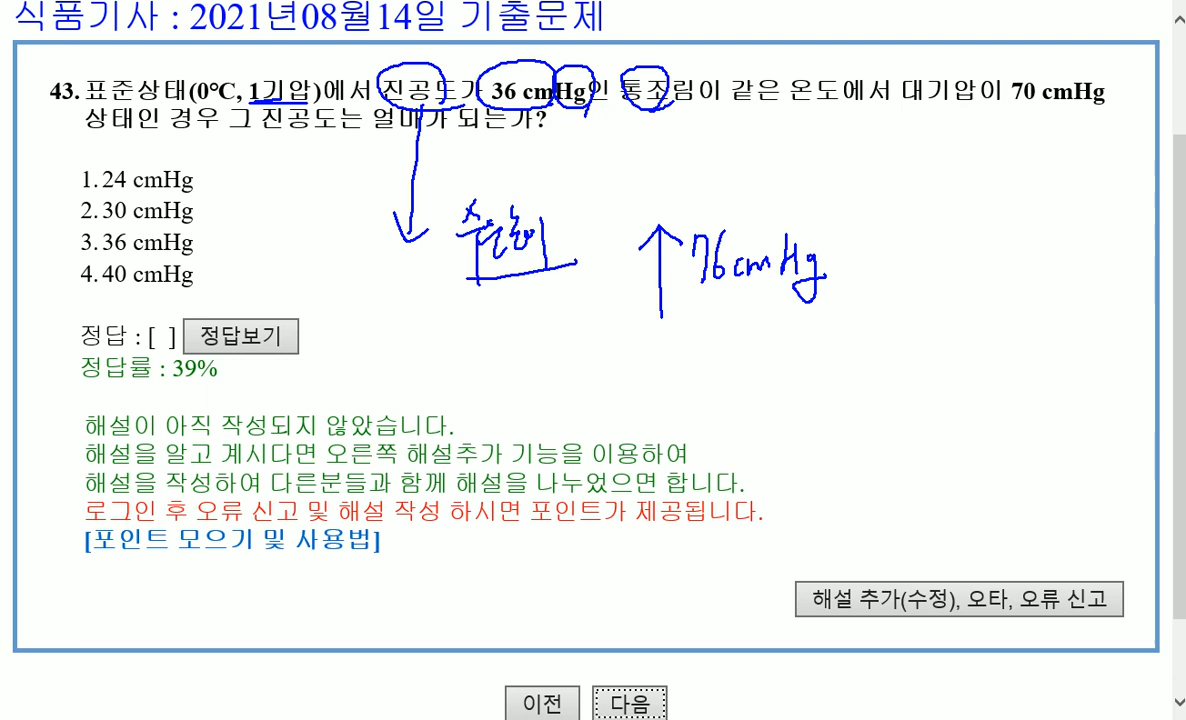 식품기사 : 2021년08월14일 기출문제
43. 표준상태(0℃, 1기압)에서 진공도가 36 cmHg인 통조림이 같은 온도에서 대기압이 70 cmHg
상태인 경우 그 진공도는 얼마가 되는가?
1. 24 cmHg
2. 30 cmHg
3. 36 cmHg
4. 40 cmHg
76 cm Hg
정답 : [ ] 정답보기
정답률 : 39%
해설이 아직 작성되지 않았습니다.
해설을 알고 계시다면 오른쪽 해설추가 기능을 이용하여
해설을 작성하여 다른분들과 함께 해설을 나누었으면 합니다.
로그인 후 오류 신고 및 해설 작성 하시면 포인트가 제공됩니다.
[포인트 모으기 및 사용법]
해설 추가(수정), 오타, 오류 신고
이전 다음